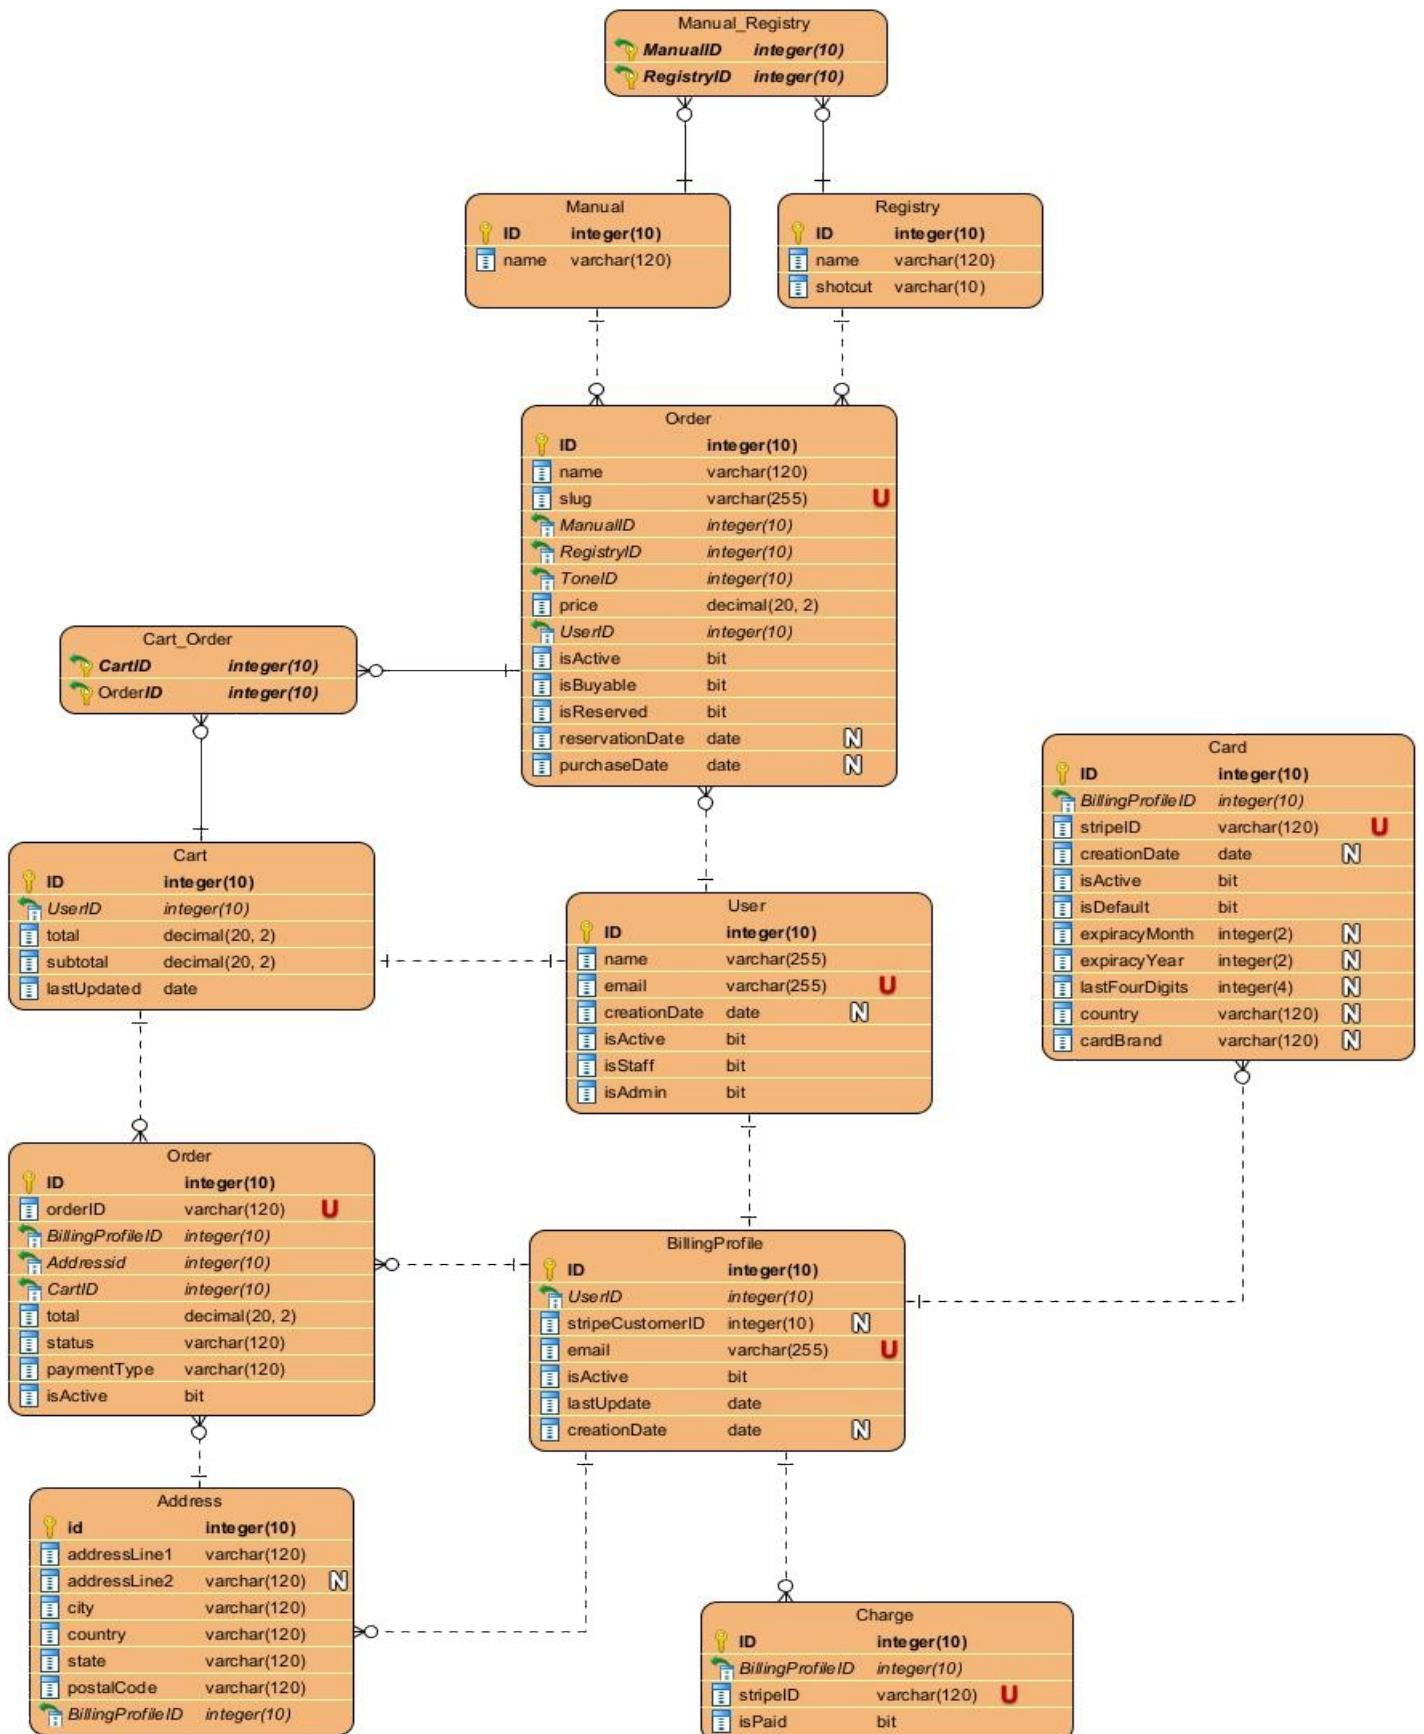 Manual_Registry
ManualID integer(10)
RegistryID integer(10)
Manual
ID integer(10)
name varchar(120)
Registry
ID integer(10)
name varchar(120)
shotcut varchar(10)
Order
ID integer(10)
name varchar(120)
slug varchar(255) U
ManualID integer(10)
RegistryID integer(10)
ToneID integer(10)
price decimal(20, 2)
UserID integer(10)
isActive bit
isBuyable bit
isReserved bit
reservationDate date N
purchaseDate date N
Cart_Order
CartID integer(10)
OrderID integer(10)
Card
ID integer(10)
BillingProfileID integer(10)
stripeID varchar(120) U
creationDate date N
isActive bit
isDefault bit
expiracyMonth integer(2) N
expiracyYear integer(2) N
lastFourDigits integer(4) N
country varchar(120) N
cardBrand varchar(120) N
Cart
ID integer(10)
UserID integer(10)
total decimal(20, 2)
subtotal decimal(20, 2)
lastUpdated date
User
ID integer(10)
name varchar(255)
email varchar(255) U
creationDate date N
isActive bit
isStaff bit
isAdmin bit
Order
ID integer(10)
orderID varchar(120) U
BillingProfileID integer(10)
Addressid integer(10)
CartID integer(10)
total decimal(20, 2)
status varchar(120)
paymentType varchar(120)
isActive bit
BillingProfile
ID integer(10)
UserID integer(10)
stripeCustomerID integer(10) N
email varchar(255) U
isActive bit
lastUpdate date
creationDate date N
Address
id integer(10)
addressLine1 varchar(120)
addressLine2 varchar(120) N
city varchar(120)
country varchar(120)
state varchar(120)
postalCode varchar(120)
BillingProfileID integer(10)
Charge
ID integer(10)
BillingProfileID integer(10)
stripeID varchar(120) U
isPaid bit